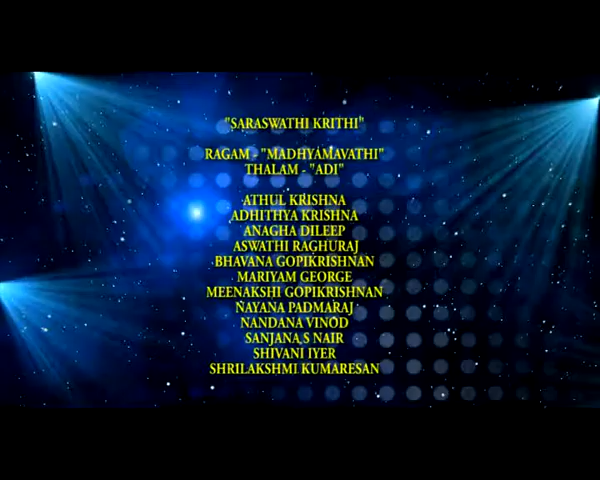 "SARASWATHI KRITHI"
RAGAM - "MADHYAMAVATHI"
THALAM - "ADI"
ATHUL KRISHNA
ADHITHYA KRISHNA
ANAGHA DILEEP
ASWATHI RAGHURAJ
BHAVANA GOPIKRISHNAN
MARIYAM GEORGE
MEENAKSHI GOPIKRISHNAN
NAYANA PADMARAJ
NANDANA VINOD
SANJANA S NAIR
SHIVANI IYER
SHRILAKSHMI KUMARESAN